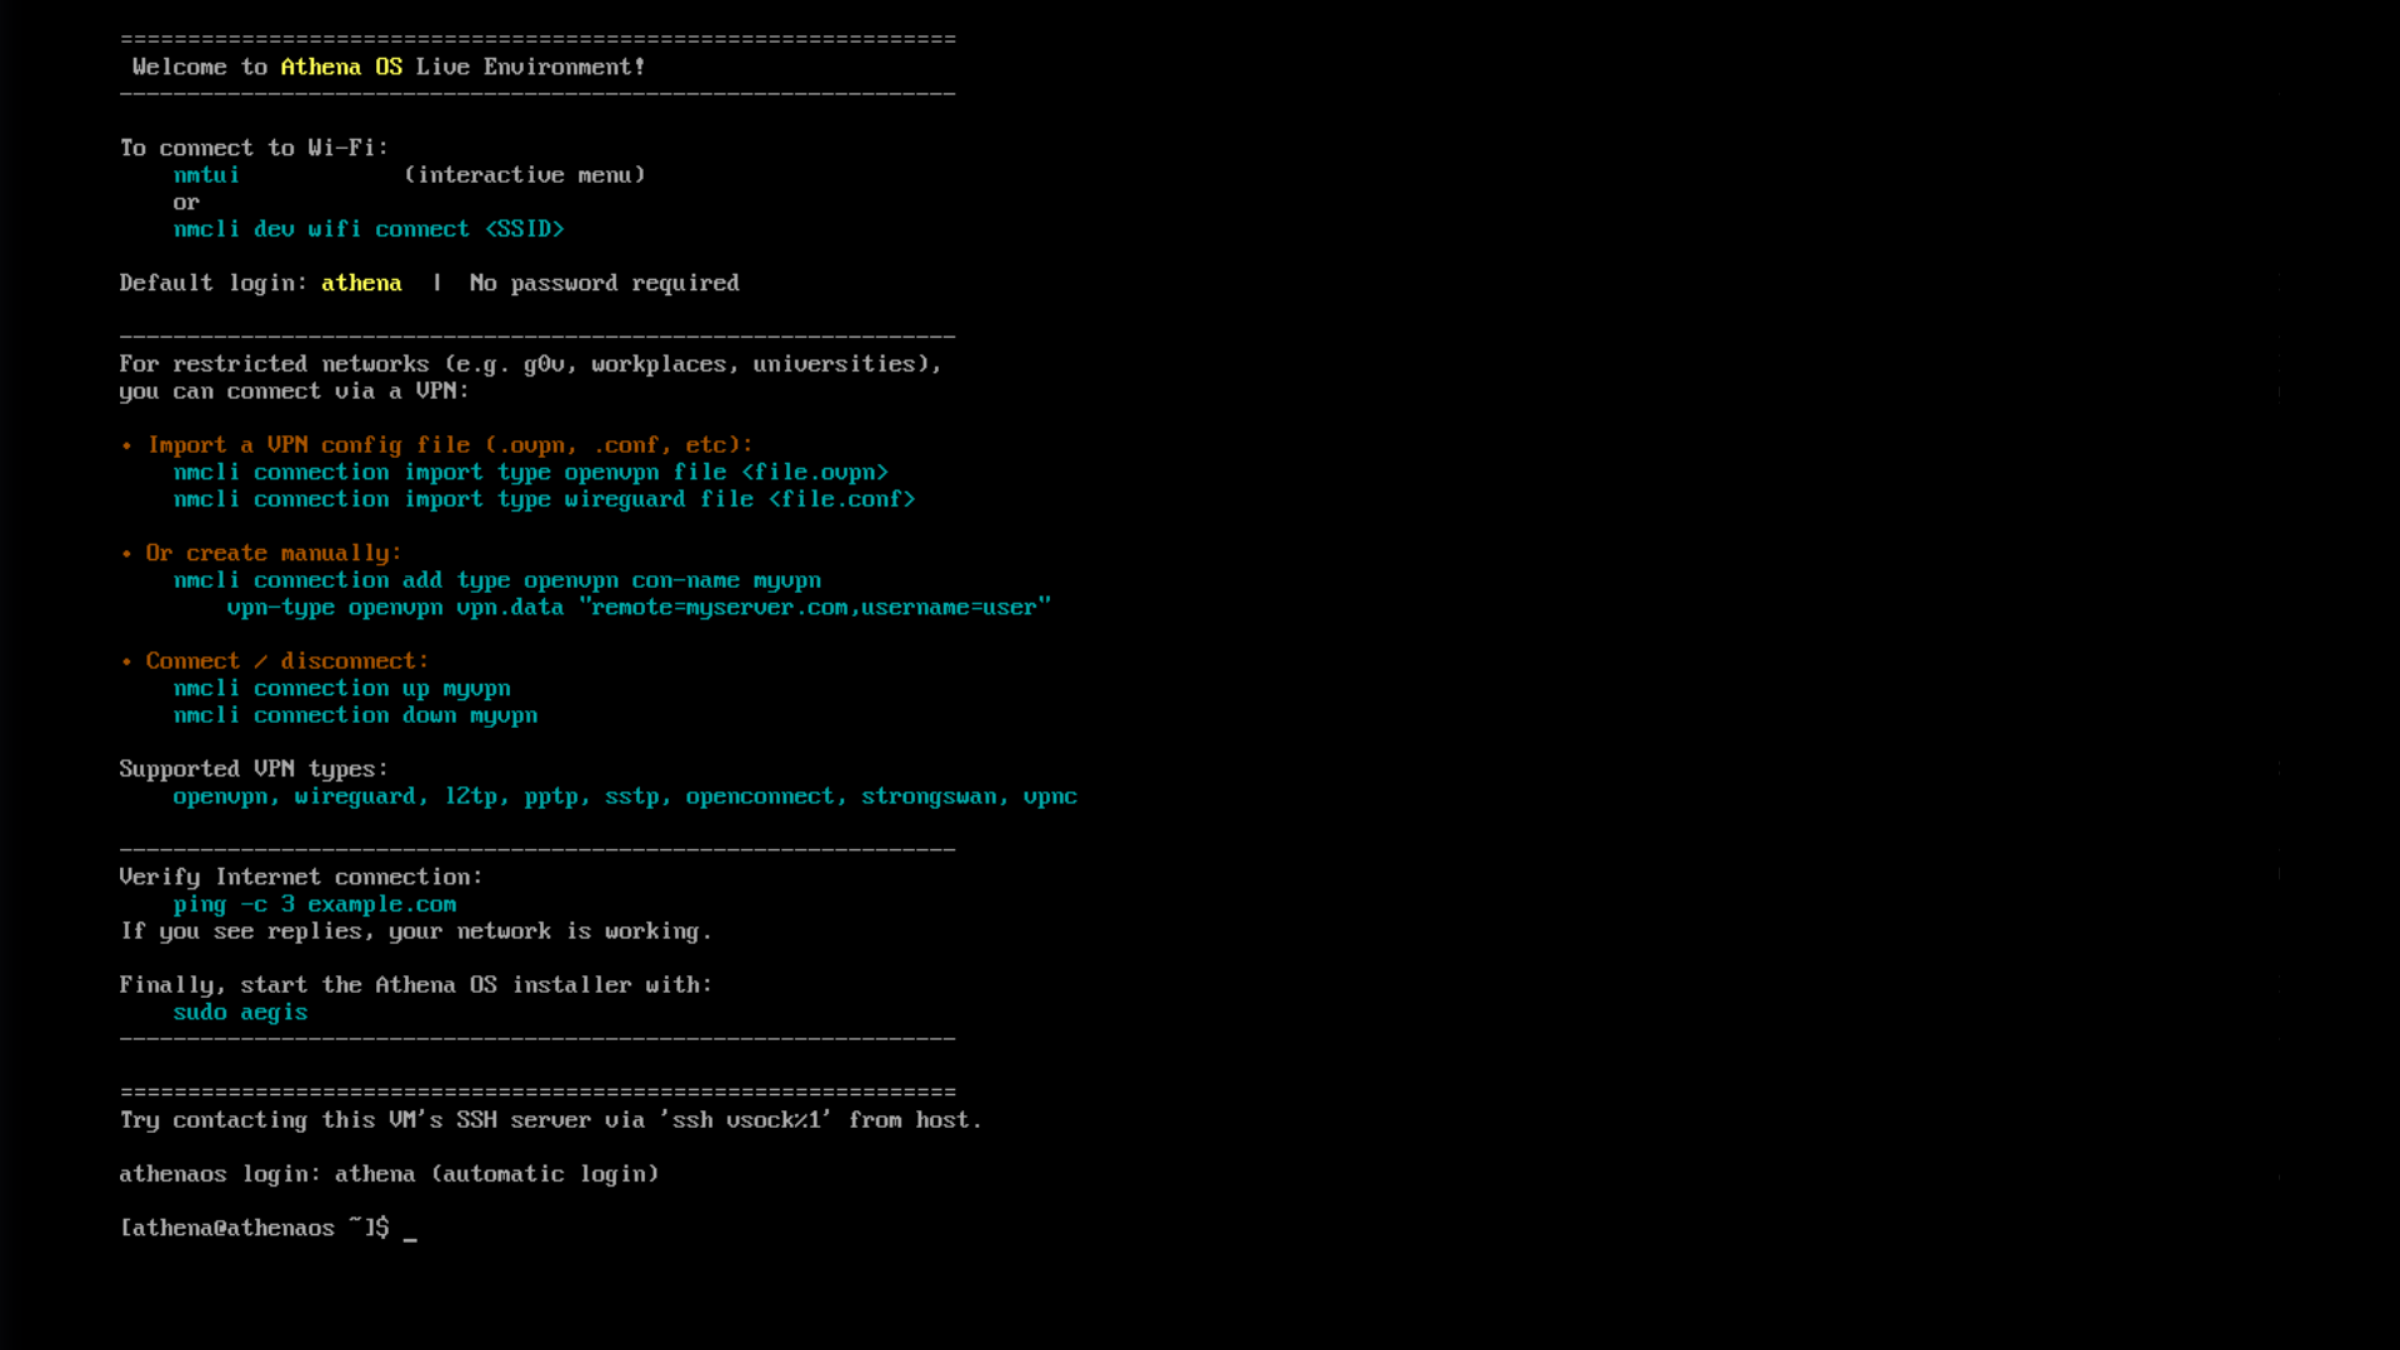 ==============================================================
Welcome to Athena OS Live Environment!
--------------------------------------------------------------
To connect to Wi-Fi:
nmtui (interactive menu)
or
nmcli dev wifi connect <SSID>
Default login: athena | No password required
--------------------------------------------------------------
For restricted networks (e.g. g0v, workplaces, universities),
you can connect via a VPN:
• Import a VPN config file (.ovpn, .conf, etc):
nmcli connection import type openvpn file <file.ovpn>
nmcli connection import type wireguard file <file.conf>
• Or create manually:
nmcli connection add type openvpn con-name myvpn
vpn-type openvpn vpn.data "remote=myserver.com,username=user"
• Connect / disconnect:
nmcli connection up myvpn
nmcli connection down myvpn
Supported VPN types:
openvpn, wireguard, l2tp, pptp, sstp, openconnect, strongswan, vpnc
--------------------------------------------------------------
Verify Internet connection:
ping -c 3 example.com
If you see replies, your network is working.
Finally, start the Athena OS installer with:
sudo aegis
--------------------------------------------------------------
==============================================================
Try contacting this VM's SSH server via 'ssh vsock%1' from host.
athenaos login: athena (automatic login)
[athena@athenaos ~]$ _